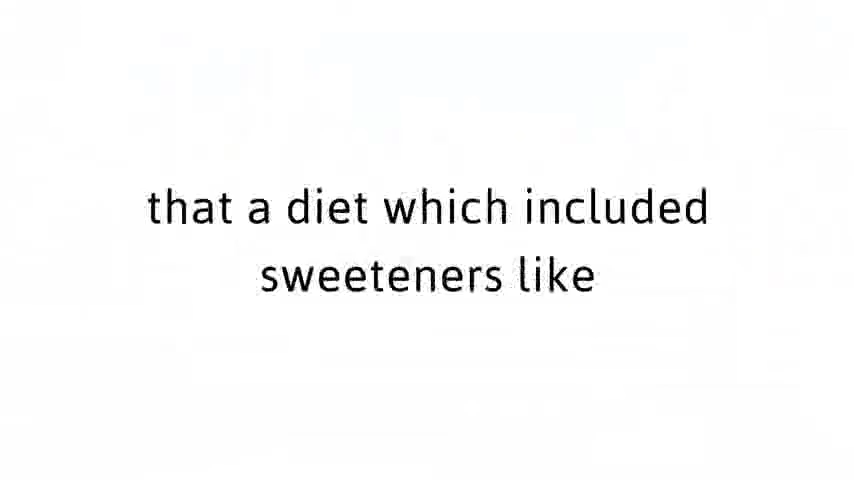 that a diet which included
sweeteners like